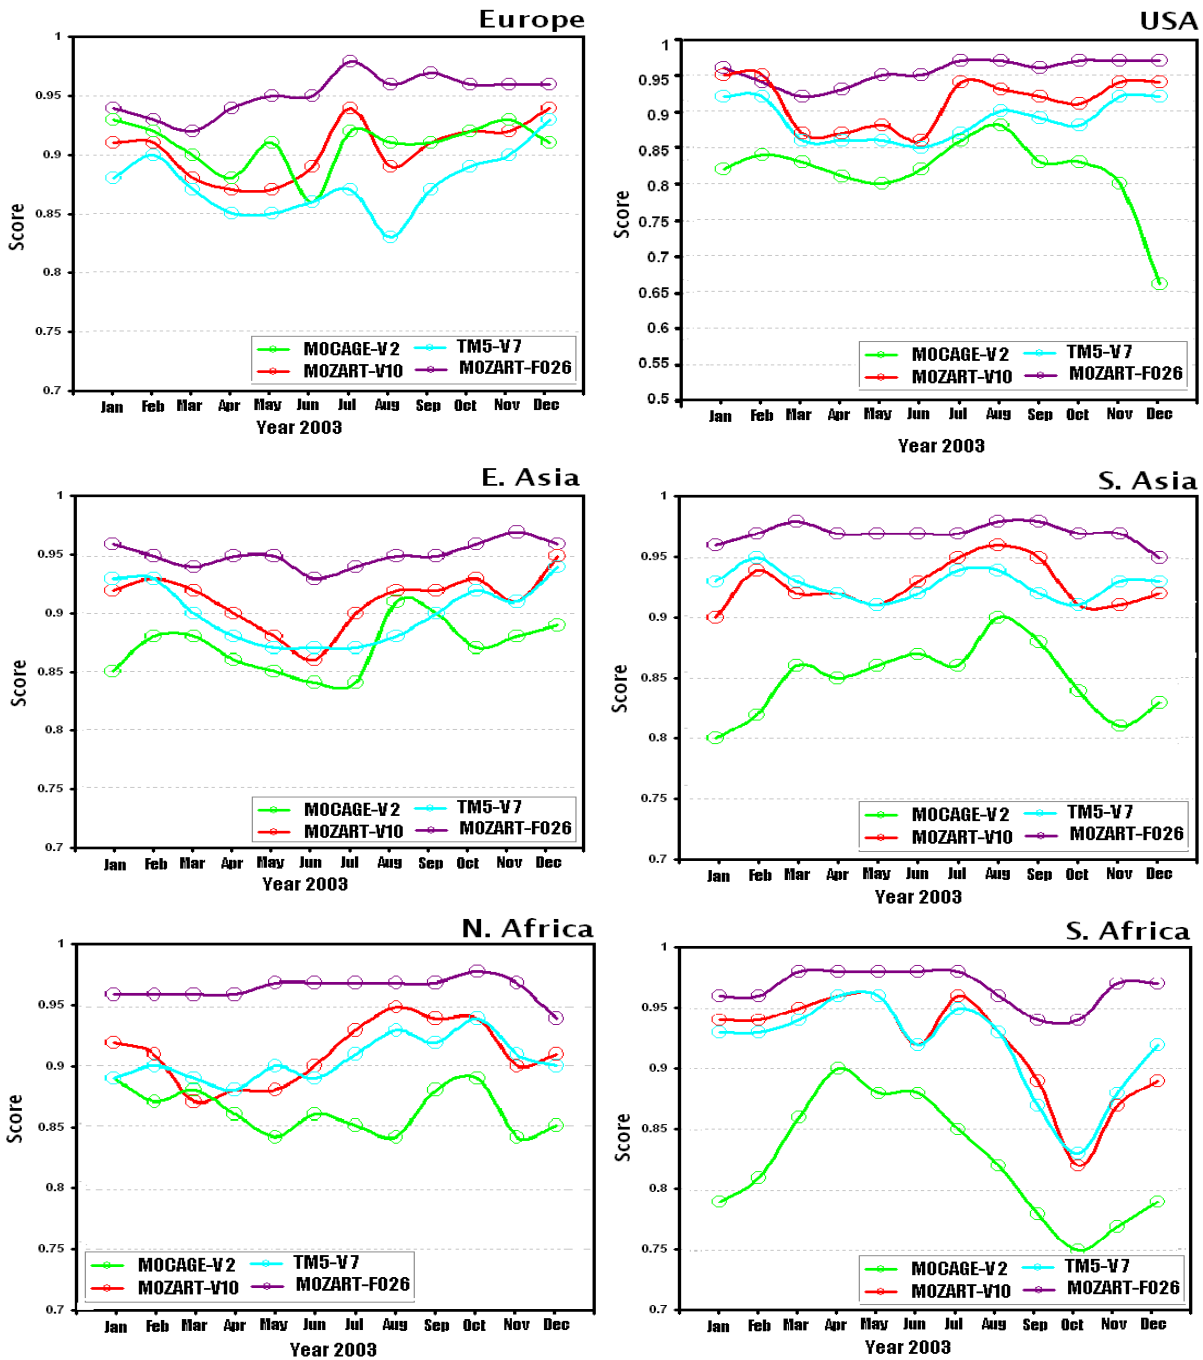 Europe
1
0.95
0.9
0.85
0.8
0.75
0.7
Score
MOCAGE-V2 TM5-V7
MOZART-V10 MOZART-F026
Jan Feb Mar Apr May Jun Jul Aug Sep Oct Nov Dec
Year 2003
USA
1
0.95
0.9
0.85
0.8
0.75
0.7
0.65
0.6
0.55
0.5
Score
MOCAGE-V2 TM5-V7
MOZART-V10 MOZART-F026
Jan Feb Mar Apr May Jun Jul Aug Sep Oct Nov Dec
Year 2003
E. Asia
1
0.95
0.9
0.85
0.8
0.75
0.7
Score
MOCAGE-V2 TM5-V7
MOZART-V10 MOZART-F026
Jan Feb Mar Apr May Jun Jul Aug Sep Oct Nov Dec
Year 2003
S. Asia
1
0.95
0.9
0.85
0.8
0.75
0.7
Score
MOCAGE-V2 TM5-V7
MOZART-V10 MOZART-F026
Jan Feb Mar Apr May Jun Jul Aug Sep Oct Nov Dec
Year 2003
N. Africa
1
0.95
0.9
0.85
0.8
0.75
0.7
Score
MOCAGE-V2 TM5-V7
MOZART-V10 MOZART-F026
Jan Feb Mar Apr May Jun Jul Aug Sep Oct Nov Dec
Year 2003
S. Africa
1
0.95
0.9
0.85
0.8
0.75
0.7
Score
MOCAGE-V2 TM5-V7
MOZART-V10 MOZART-F026
Jan Feb Mar Apr May Jun Jul Aug Sep Oct Nov Dec
Year 2003